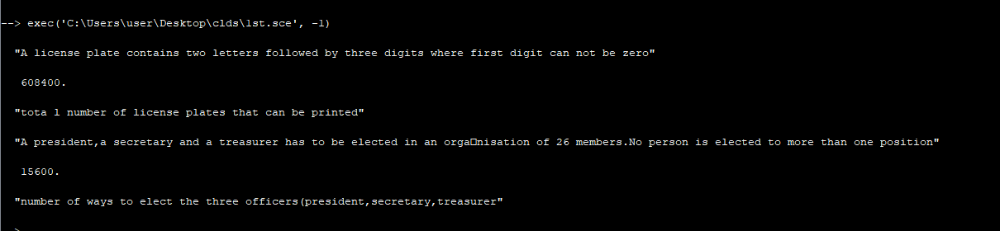 --> exec('C:\Users\user\Desktop\clds\1st.sce', -1)
"A license plate contains two letters followed by three digits where first digit can not be zero"
608400.
"tota l number of license plates that can be printed"
"A president,a secretary and a treasurer has to be elected in an orga□nisation of 26 members.No person is elected to more than one position"
15600.
"number of ways to elect the three officers(president,secretary,treasurer"
>